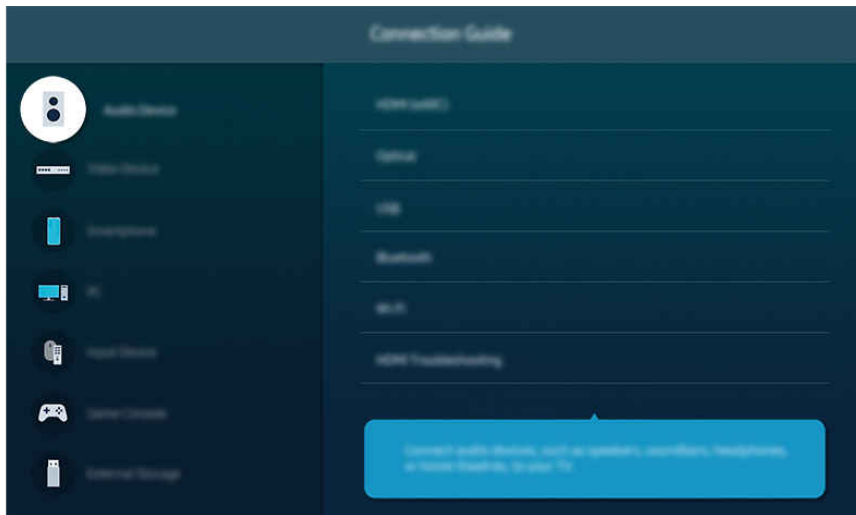 Connection Guide
Audio Device
Video Device
Smartphone
PC
Input Device
Game Console
External Storage
HDMI (eARC)
Optical
USB
Bluetooth
Wi-Fi
HDMI Troubleshooting
Connect audio devices, such as speakers, soundbars, headphones,
or home theatres, to your TV.